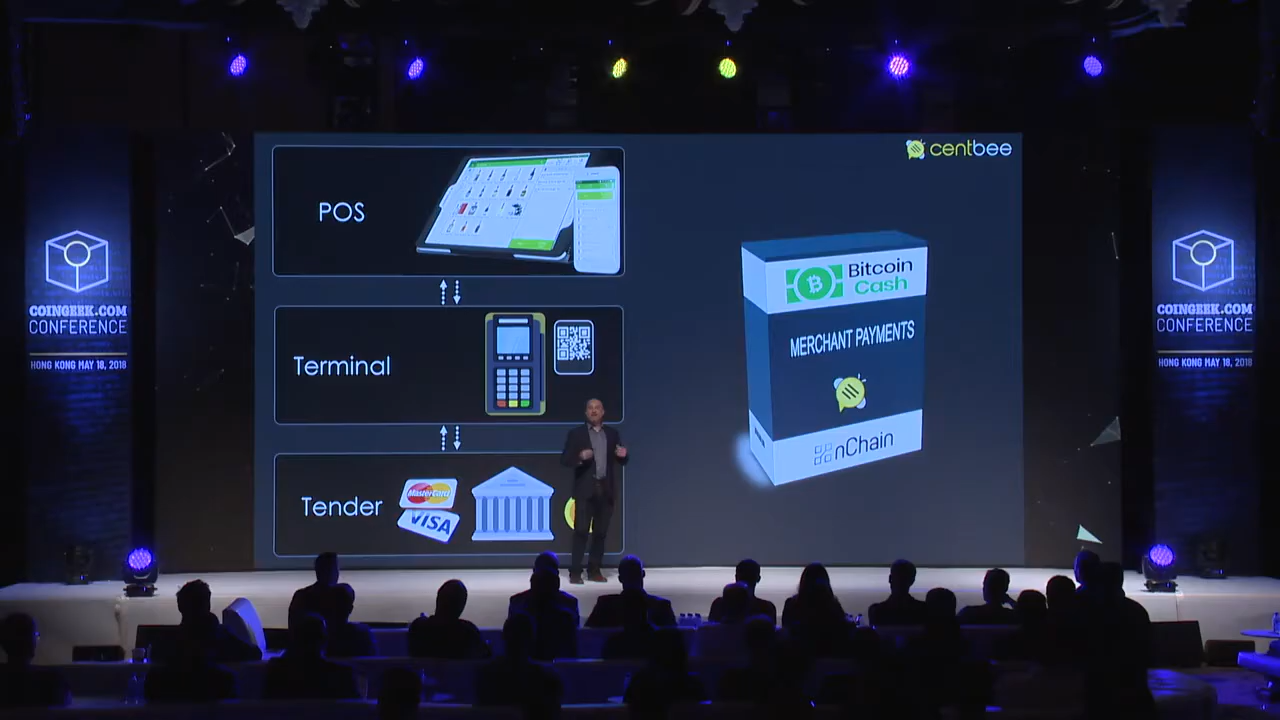 centbee
POS
Terminal
Tender
MasterCard
VISA
Bitcoin
Cash
MERCHANT PAYMENTS
nChain
COINGEEK.COM
CONFERENCE
HONG KONG MAY 18, 2018
COINGEEK.COM
CONFERENCE
HONG KONG MAY 18, 2018